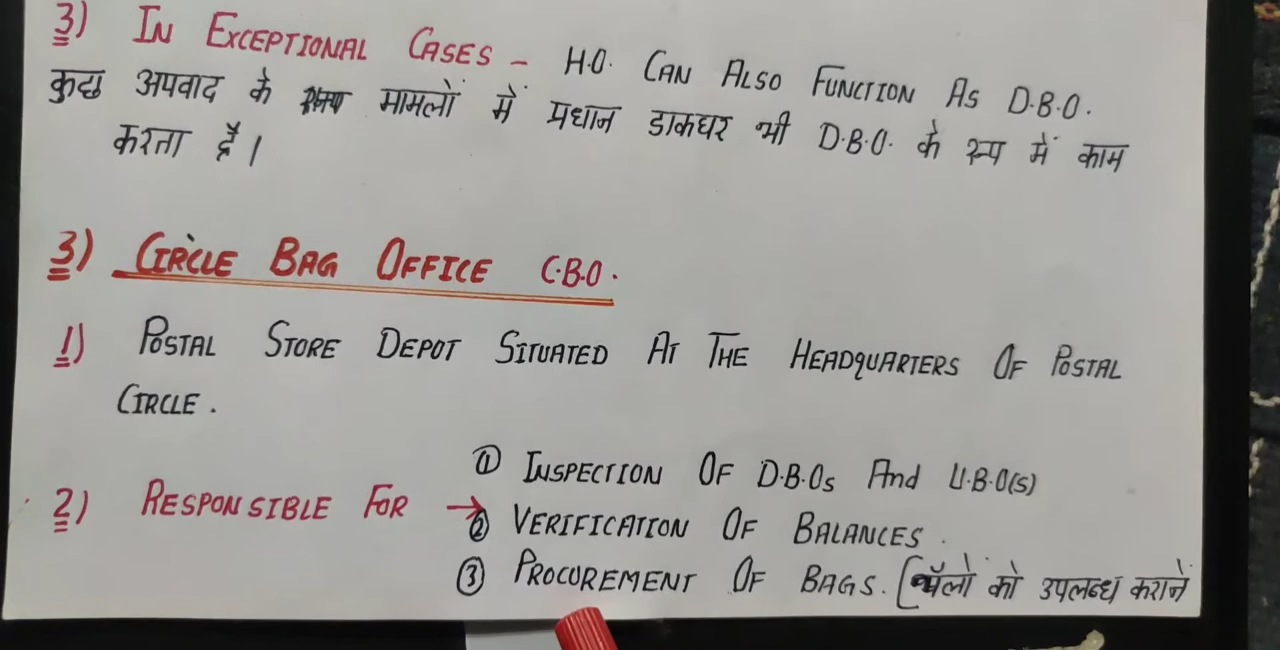 3) IN EXCEPTIONAL CASES - H.O. CAN ALSO FUNCTION AS D.B.O.
कुछ अपवाद के मामलों में प्रधान डाकघर भी D.B.O. के रूप में काम
करता है।
3) CIRCLE BAG OFFICE C.B.O.
1) POSTAL STORE DEPOT SITUATED AT THE HEADQUARTERS OF POSTAL
CIRCLE.
① INSPECTION OF D.B.Os And U.B.O(S)
2) RESPONSIBLE FOR →
② VERIFICATION OF BALANCES.
③ PROCUREMENT OF BAGS. [थैलों को उपलब्ध कराने